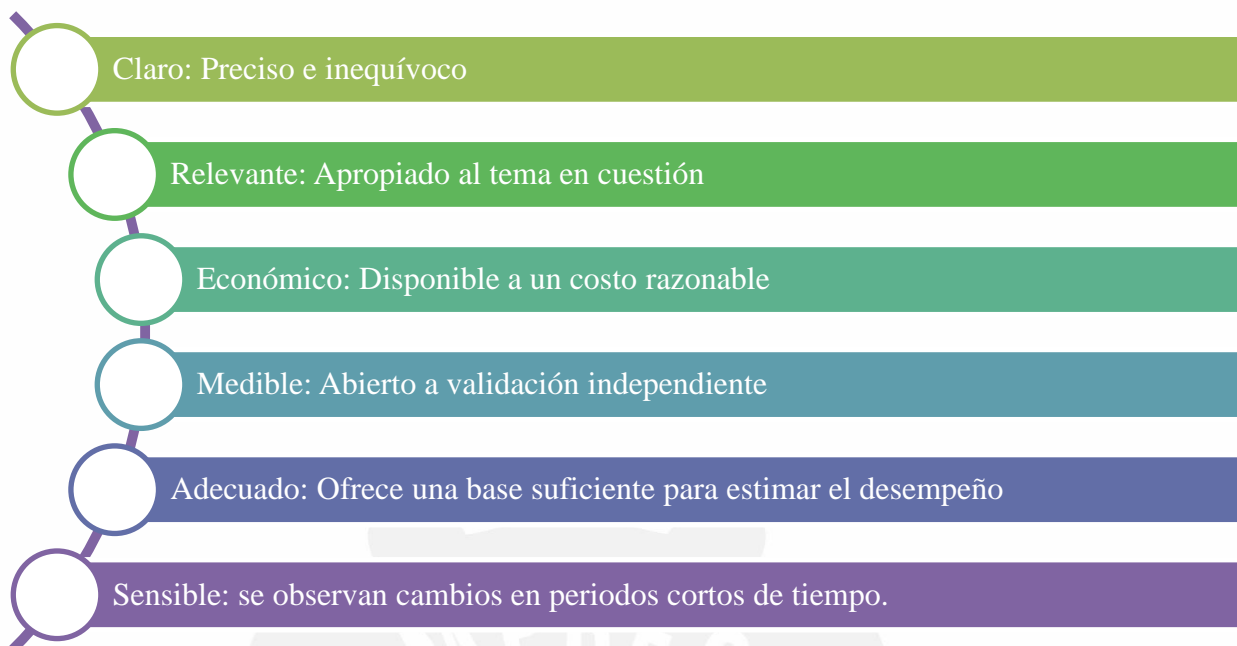 Claro: Preciso e inequívoco
Relevante: Apropiado al tema en cuestión
Económico: Disponible a un costo razonable
Medible: Abierto a validación independiente
Adecuado: Ofrece una base suficiente para estimar el desempeño
Sensible: se observan cambios en periodos cortos de tiempo.